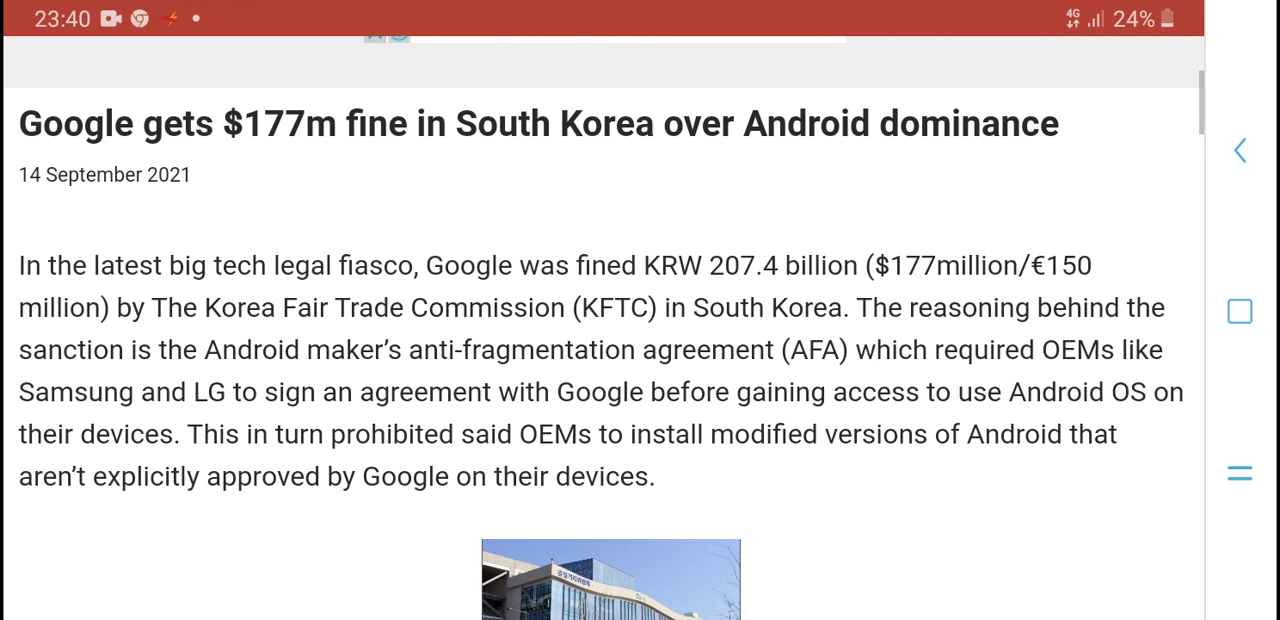 23:40
4G
24%
Google gets $177m fine in South Korea over Android dominance
14 September 2021
In the latest big tech legal fiasco, Google was fined KRW 207.4 billion ($177million/€150
million) by The Korea Fair Trade Commission (KFTC) in South Korea. The reasoning behind the
sanction is the Android maker’s anti-fragmentation agreement (AFA) which required OEMs like
Samsung and LG to sign an agreement with Google before gaining access to use Android OS on
their devices. This in turn prohibited said OEMs to install modified versions of Android that
aren’t explicitly approved by Google on their devices.